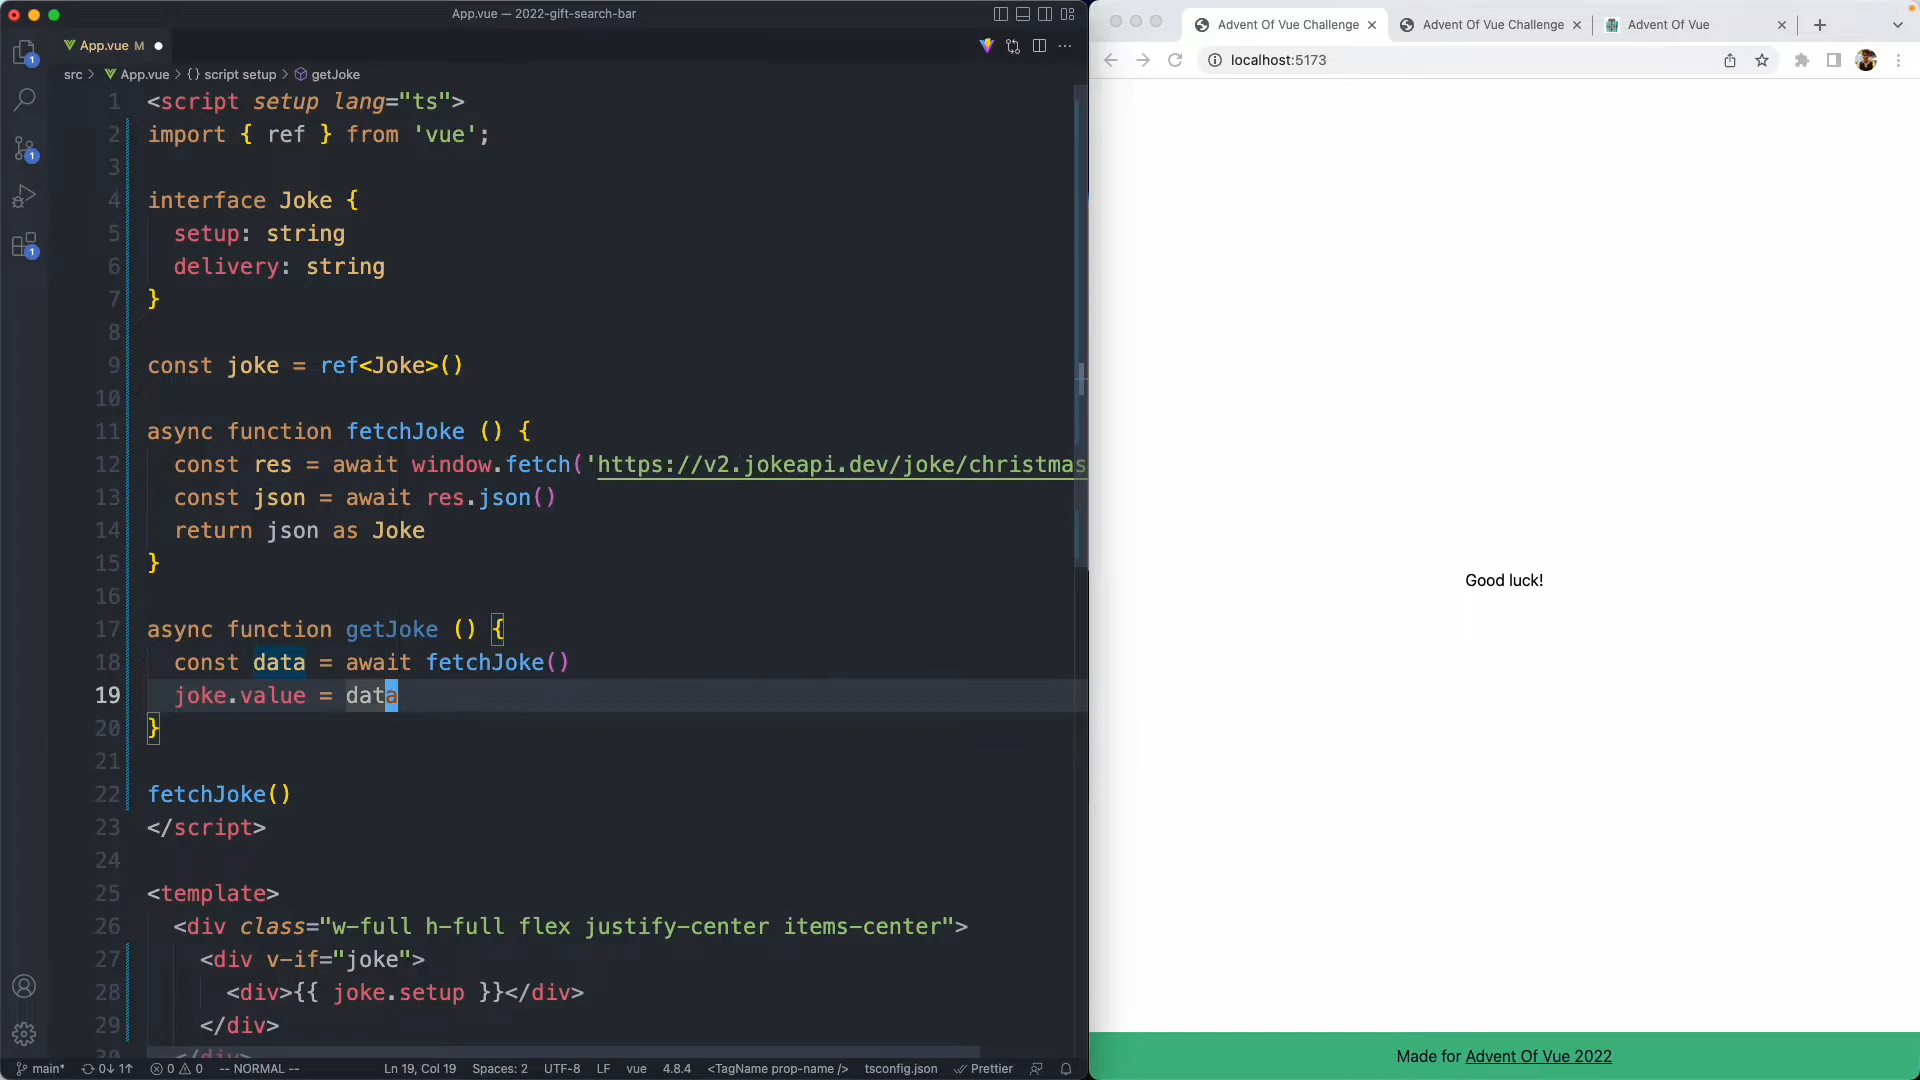 App.vue — 2022-gift-search-bar
App.vue M
src > App.vue > {} script setup > getJoke
1 <script setup lang="ts">
2 import { ref } from 'vue';
3
4 interface Joke {
5 setup: string
6 delivery: string
7 }
8
9 const joke = ref<Joke>()
10
11 async function fetchJoke () {
12 const res = await window.fetch('https://v2.jokeapi.dev/joke/christmas
13 const json = await res.json()
14 return json as Joke
15 }
16
17 async function getJoke () {
18 const data = await fetchJoke()
19 joke.value = data
20 }
21
22 fetchJoke()
23 </script>
24
25 <template>
26 <div class="w-full h-full flex justify-center items-center">
27 <div v-if="joke">
28 <div>{{ joke.setup }}</div>
29 </div>
30 </div>
1
1
1
main* 0↓ 1↑ 0 0 -- NORMAL -- Ln 19, Col 19 Spaces: 2 UTF-8 LF vue 4.8.4 <TagName prop-name /> tsconfig.json Prettier
Advent Of Vue Challenge Advent Of Vue Challenge Advent Of Vue
localhost:5173
Good luck!
Made for Advent Of Vue 2022